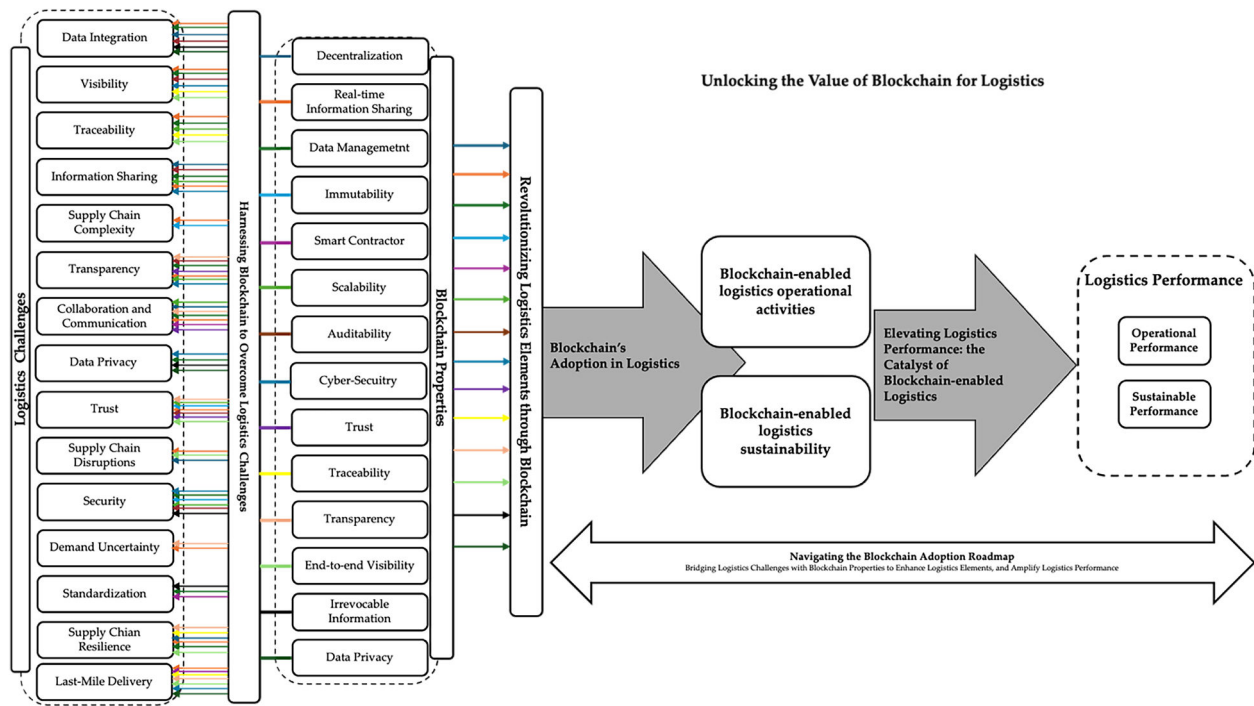 Logistics Challenges
Data Integration
Visibility
Traceability
Information Sharing
Supply Chain
Complexity
Transparency
Collaboration and
Communication
Data Privacy
Trust
Supply Chain
Disruptions
Security
Demand Uncertainty
Standardization
Supply Chian
Resilience
Last-Mile Delivery
Harnessing Blockchain to Overcome Logistics Challenges
Decentralization
Real-time
Information Sharing
Data Managemetnt
Immutability
Smart Contractor
Scalability
Auditability
Cyber-Secuitry
Trust
Traceability
Transparency
End-to-end Visibility
Irrevocable
Information
Data Privacy
Blockchain Properties
Revolutionizing Logistics Elements through Blockchain
Unlocking the Value of Blockchain for Logistics
Blockchain's
Adoption in Logistics
Blockchain-enabled
logistics operational
activities
Blockchain-enabled
logistics
sustainability
Elevating Logistics
Performance: the
Catalyst of
Blockchain-enabled
Logistics
Logistics Performance
Operational
Performance
Sustainable
Performance
Navigating the Blockchain Adoption Roadmap
Bridging Logistics Challenges with Blockchain Properties to Enhance Logistics Elements, and Amplify Logistics Performance